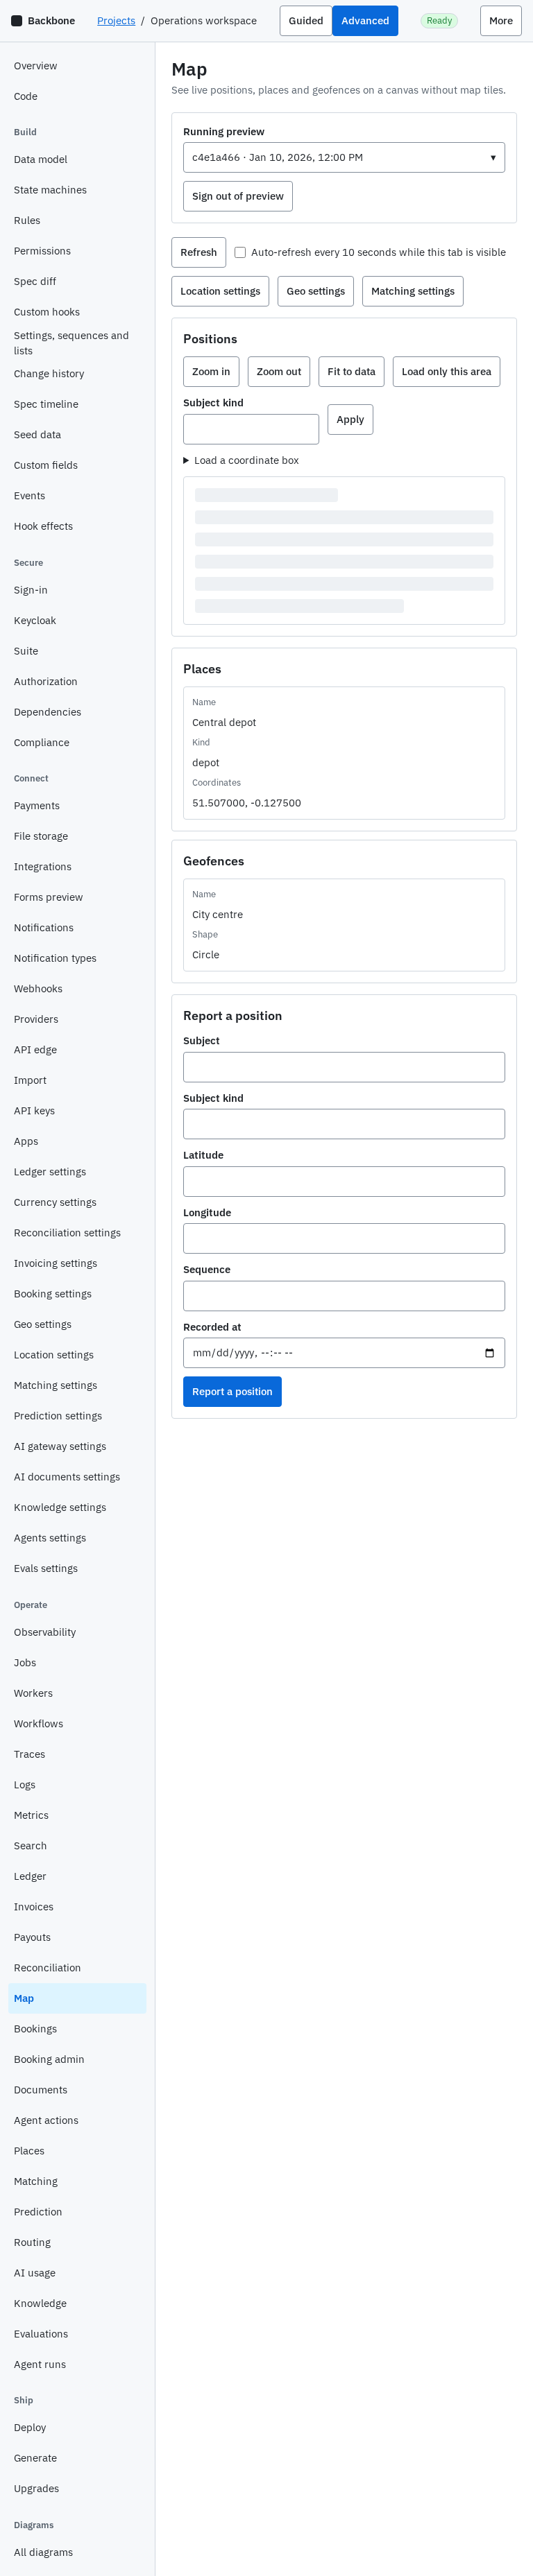 Backbone
Projects / Operations workspace
Guided
Advanced
Ready
More
Overview
Code
Build
Data model
State machines
Rules
Permissions
Spec diff
Custom hooks
Settings, sequences and
lists
Change history
Spec timeline
Seed data
Custom fields
Events
Hook effects
Secure
Sign-in
Keycloak
Suite
Authorization
Dependencies
Compliance
Connect
Payments
File storage
Integrations
Forms preview
Notifications
Notification types
Webhooks
Providers
API edge
Import
API keys
Apps
Ledger settings
Currency settings
Reconciliation settings
Invoicing settings
Booking settings
Geo settings
Location settings
Matching settings
Prediction settings
AI gateway settings
AI documents settings
Knowledge settings
Agents settings
Evals settings
Operate
Observability
Jobs
Workers
Workflows
Traces
Logs
Metrics
Search
Ledger
Invoices
Payouts
Reconciliation
Map
Bookings
Booking admin
Documents
Agent actions
Places
Matching
Prediction
Routing
AI usage
Knowledge
Evaluations
Agent runs
Ship
Deploy
Generate
Upgrades
Diagrams
All diagrams
Map
See live positions, places and geofences on a canvas without map tiles.
Running preview
c4e1a466 · Jan 10, 2026, 12:00 PM
Sign out of preview
Refresh
Auto-refresh every 10 seconds while this tab is visible
Location settings
Geo settings
Matching settings
Positions
Zoom in
Zoom out
Fit to data
Load only this area
Subject kind
Apply
Load a coordinate box
Places
Name
Central depot
Kind
depot
Coordinates
51.507000, -0.127500
Geofences
Name
City centre
Shape
Circle
Report a position
Subject
Subject kind
Latitude
Longitude
Sequence
Recorded at
mm/dd/yyyy, --:-- --
Report a position